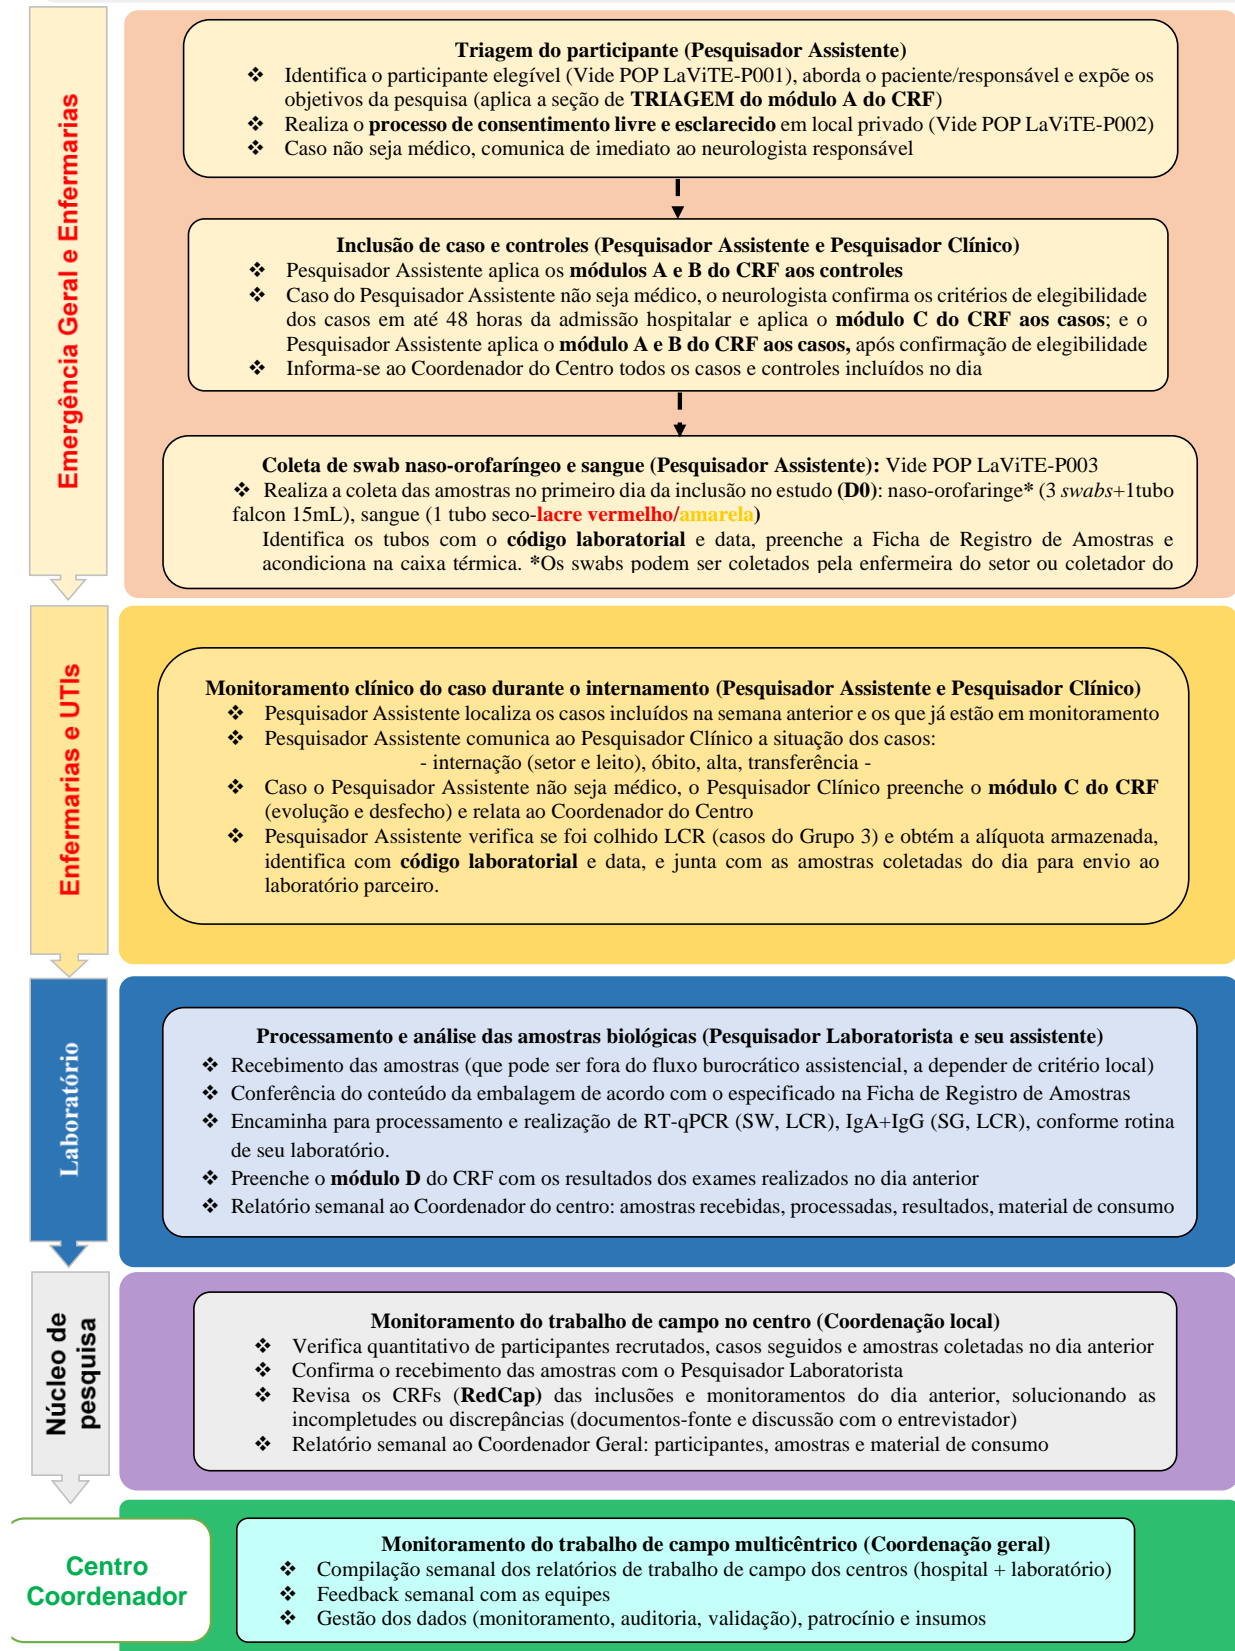 Emergência Geral e Enfermarias
Triagem do participante (Pesquisador Assistente)
❖ Identifica o participante elegível (Vide POP LaViTE-P001), aborda o paciente/responsável e expõe os
objetivos da pesquisa (aplica a seção de TRIAGEM do módulo A do CRF)
❖ Realiza o processo de consentimento livre e esclarecido em local privado (Vide POP LaViTE-P002)
❖ Caso não seja médico, comunica de imediato ao neurologista responsável
Inclusão de caso e controles (Pesquisador Assistente e Pesquisador Clínico)
❖ Pesquisador Assistente aplica os módulos A e B do CRF aos controles
❖ Caso do Pesquisador Assistente não seja médico, o neurologista confirma os critérios de elegibilidade
dos casos em até 48 horas da admissão hospitalar e aplica o módulo C do CRF aos casos; e o
Pesquisador Assistente aplica o módulo A e B do CRF aos casos, após confirmação de elegibilidade
❖ Informa-se ao Coordenador do Centro todos os casos e controles incluídos no dia
Coleta de swab naso-orofaríngeo e sangue (Pesquisador Assistente): Vide POP LaViTE-P003
❖ Realiza a coleta das amostras no primeiro dia da inclusão no estudo (D0): naso-orofaringe* (3 swabs+1tubo
falcon 15mL), sangue (1 tubo seco-lacre vermelho/amarela)
Identifica os tubos com o código laboratorial e data, preenche a Ficha de Registro de Amostras e
acondiciona na caixa térmica. *Os swabs podem ser coletados pela enfermeira do setor ou coletador do
Enfermarias e UTIs
Monitoramento clínico do caso durante o internamento (Pesquisador Assistente e Pesquisador Clínico)
❖ Pesquisador Assistente localiza os casos incluídos na semana anterior e os que já estão em monitoramento
❖ Pesquisador Assistente comunica ao Pesquisador Clínico a situação dos casos:
- internação (setor e leito), óbito, alta, transferência -
❖ Caso o Pesquisador Assistente não seja médico, o Pesquisador Clínico preenche o módulo C do CRF
(evolução e desfecho) e relata ao Coordenador do Centro
❖ Pesquisador Assistente verifica se foi colhido LCR (casos do Grupo 3) e obtém a alíquota armazenada,
identifica com código laboratorial e data, e junta com as amostras coletadas do dia para envio ao
laboratório parceiro.
Laboratório
Processamento e análise das amostras biológicas (Pesquisador Laboratorista e seu assistente)
❖ Recebimento das amostras (que pode ser fora do fluxo burocrático assistencial, a depender de critério local)
❖ Conferência do conteúdo da embalagem de acordo com o especificado na Ficha de Registro de Amostras
❖ Encaminha para processamento e realização de RT-qPCR (SW, LCR), IgA+IgG (SG, LCR), conforme rotina
de seu laboratório.
❖ Preenche o módulo D do CRF com os resultados dos exames realizados no dia anterior
❖ Relatório semanal ao Coordenador do centro: amostras recebidas, processadas, resultados, material de consumo
Núcleo de
pesquisa
Monitoramento do trabalho de campo no centro (Coordenação local)
❖ Verifica quantitativo de participantes recrutados, casos seguidos e amostras coletadas no dia anterior
❖ Confirma o recebimento das amostras com o Pesquisador Laboratorista
❖ Revisa os CRFs (RedCap) das inclusões e monitoramentos do dia anterior, solucionando as
incompletudes ou discrepâncias (documentos-fonte e discussão com o entrevistador)
❖ Relatório semanal ao Coordenador Geral: participantes, amostras e material de consumo
Centro
Coordenador
Monitoramento do trabalho de campo multicêntrico (Coordenação geral)
❖ Compilação semanal dos relatórios de trabalho de campo dos centros (hospital + laboratório)
❖ Feedback semanal com as equipes
❖ Gestão dos dados (monitoramento, auditoria, validação), patrocínio e insumos